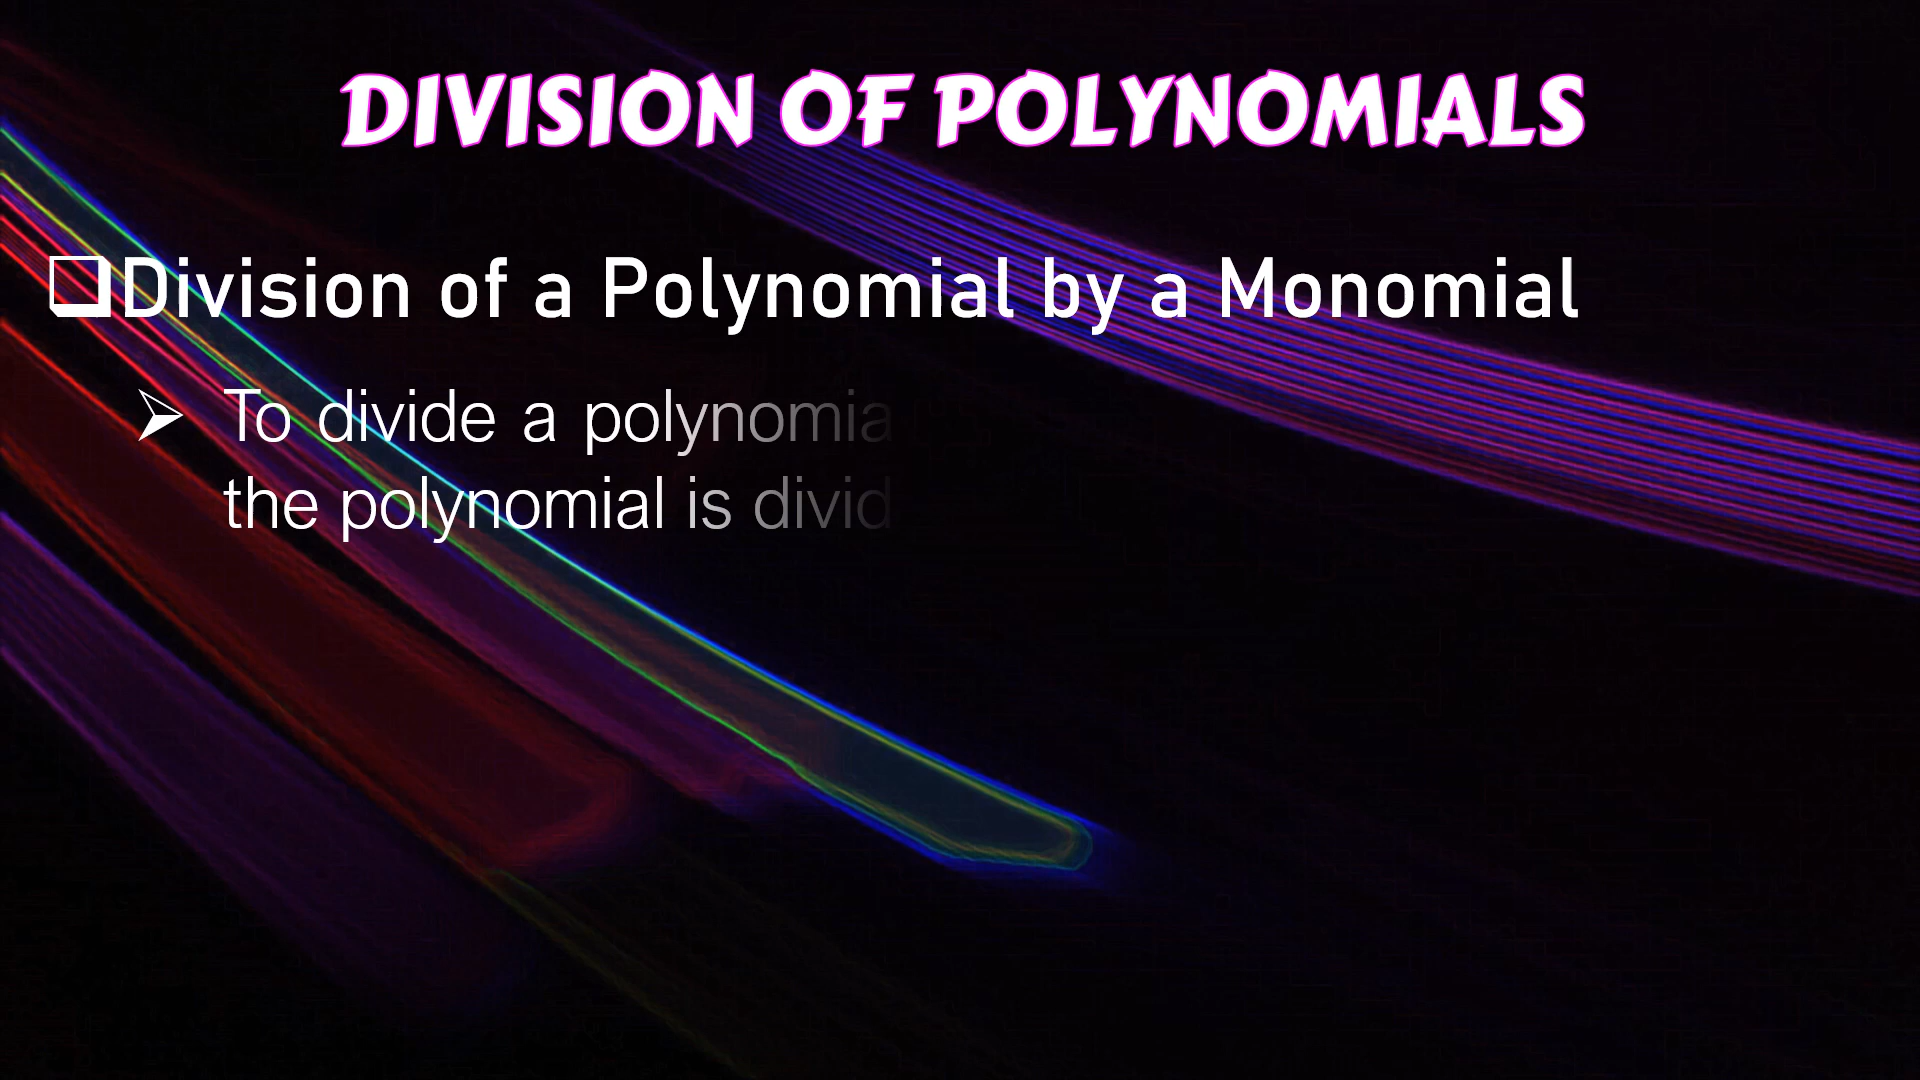 DIVISION OF POLYNOMIALS
Division of a Polynomial by a Monomial
To divide a polynomia
the polynomial is divid